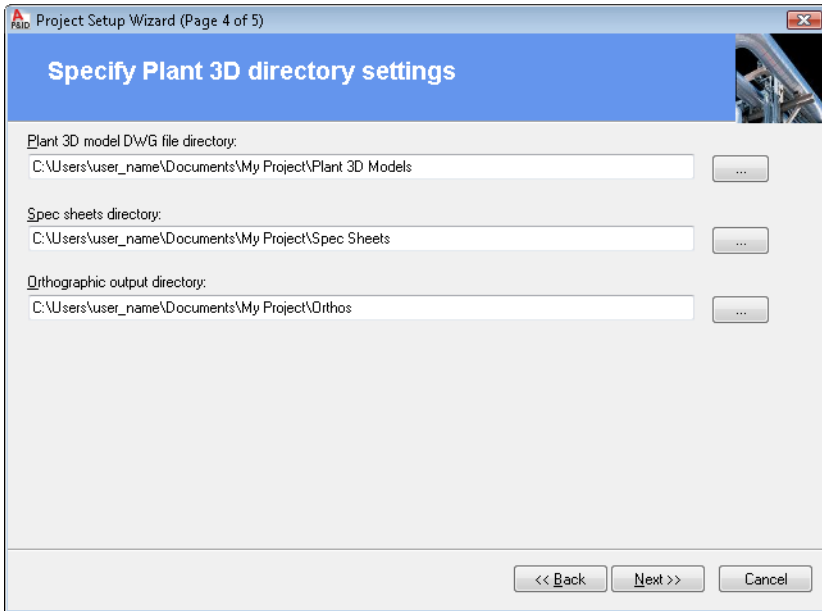 P&ID Project Setup Wizard (Page 4 of 5)
Specify Plant 3D directory settings
Plant 3D model DWG file directory:
C:\Users\user_name\Documents\My Project\Plant 3D Models
...
Spec sheets directory:
C:\Users\user_name\Documents\My Project\Spec Sheets
...
Orthographic output directory:
C:\Users\user_name\Documents\My Project\Orthos
...
<< Back Next >> Cancel